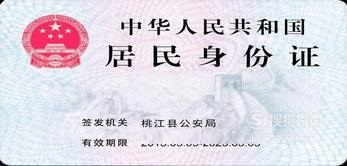 中华人民共和国
居民身份证
签发机关 桃江县公安局
有效期限